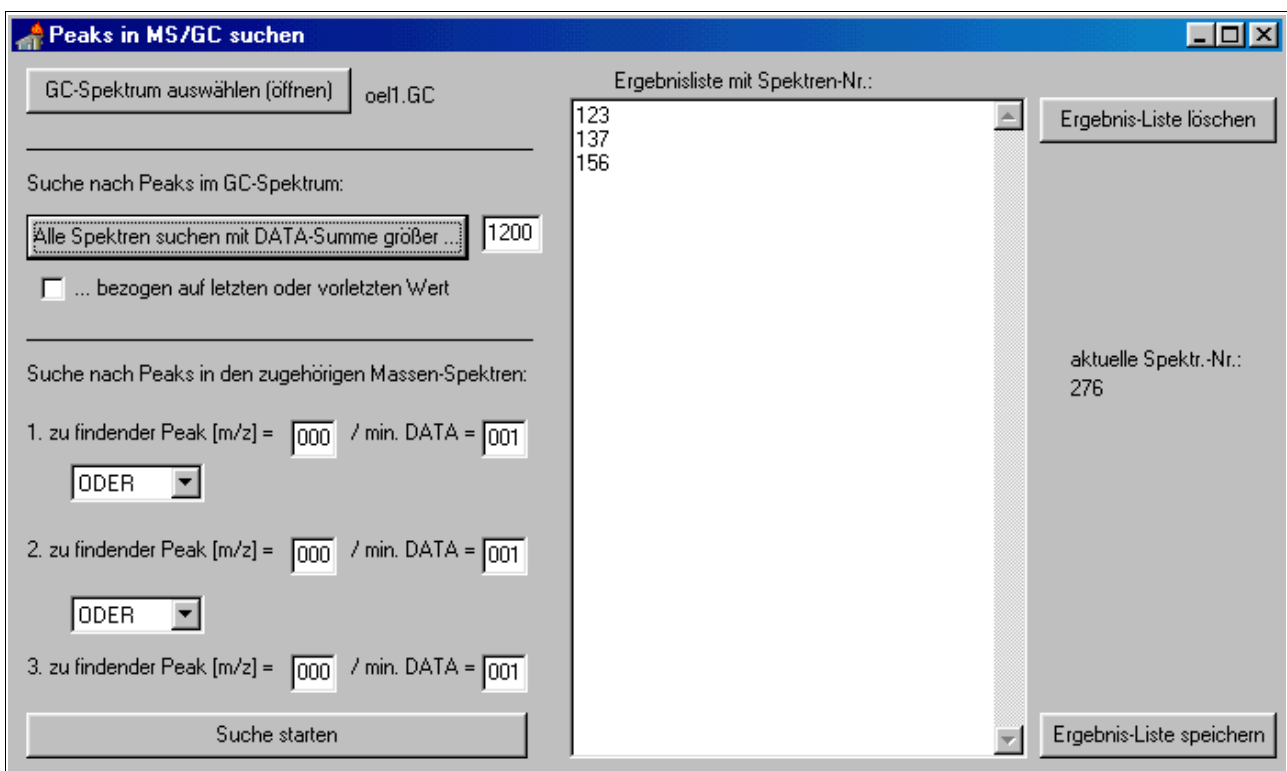 Peaks in MS/GC suchen
GC-Spektrum auswählen (öffnen)
oel1.GC
Suche nach Peaks im GC-Spektrum:
Alle Spektren suchen mit DATA-Summe größer ...
1200
... bezogen auf letzten oder vorletzten Wert
Suche nach Peaks in den zugehörigen Massen-Spektren:
1. zu findender Peak [m/z] = 000 / min. DATA = 001
ODER
2. zu findender Peak [m/z] = 000 / min. DATA = 001
ODER
3. zu findender Peak [m/z] = 000 / min. DATA = 001
Suche starten
Ergebnisliste mit Spektren-Nr.:
123
137
156
Ergebnis-Liste löschen
aktuelle Spektr.-Nr.:
276
Ergebnis-Liste speichern